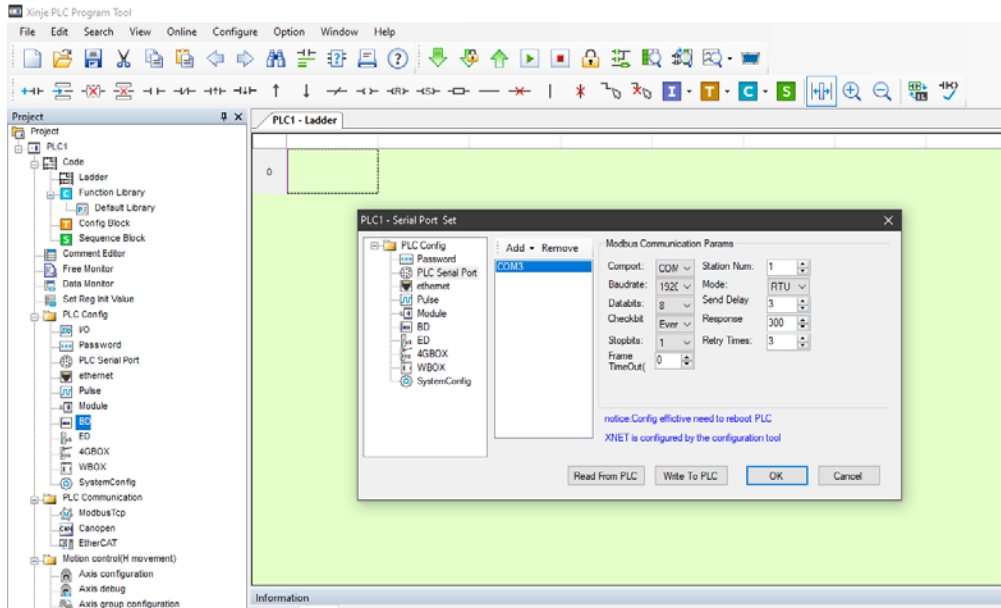 Xinje PLC Program Tool
File Edit Search View Online Configure Option Window Help
I T C S
Project
PLC1 - Ladder
Project
PLC1
Code
Ladder
Function Library
Default Library
Config Block
Sequence Block
Comment Editor
Free Monitor
Data Monitor
Set Reg Init Value
PLC Config
I/O
Password
PLC Serial Port
ethernet
Pulse
Module
BD
ED
4GBOX
WBOX
SystemConfig
PLC Communication
ModbusTcp
Canopen
EtherCAT
Motion control(H movement)
Axis configuration
Axis debug
Axis group configuration
0
PLC1 - Serial Port Set
PLC Config
Password
PLC Serial Port
ethernet
Pulse
Module
BD
ED
4GBOX
WBOX
SystemConfig
Add Remove
COM3
Modbus Communication Params
Comport: COM Station Num: 1
Baudrate: 1920 Mode: RTU
Databits: 8 Send Delay 3
Checkbit Ever Response 300
Stopbits: 1 Retry Times: 3
Frame TimeOut( 0
notice:Config effictive need to reboot PLC
XNET is configured by the configuration tool
Read From PLC Write To PLC OK Cancel
Information